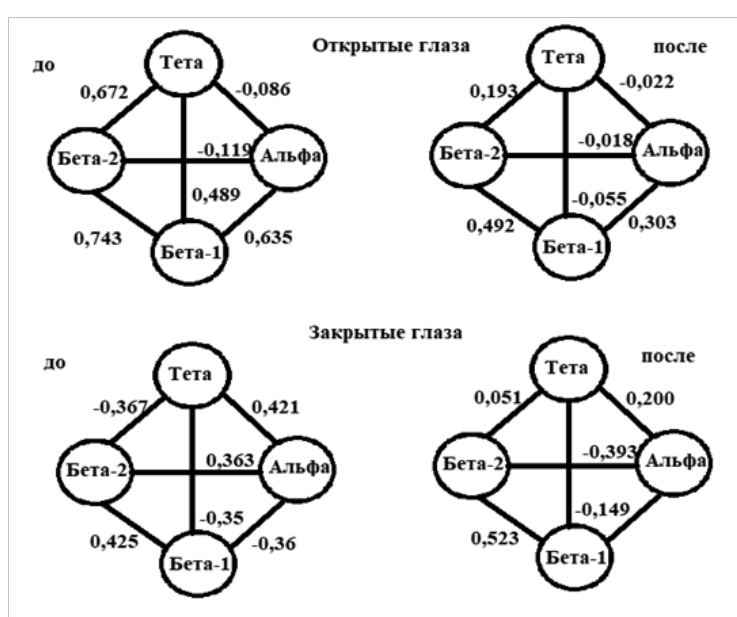 Открытые глаза
до
после
Тета
Тета
0,672
-0,086
0,193
-0,022
Бета-2
-0,119
Альфа
Бета-2
-0,018
Альфа
0,489
-0,055
0,743
0,635
0,492
0,303
Бета-1
Бета-1
Закрытые глаза
до
после
Тета
Тета
-0,367
0,421
0,051
0,200
Бета-2
0,363
Альфа
Бета-2
-0,393
Альфа
-0,35
-0,149
0,425
-0,36
0,523
Бета-1
Бета-1